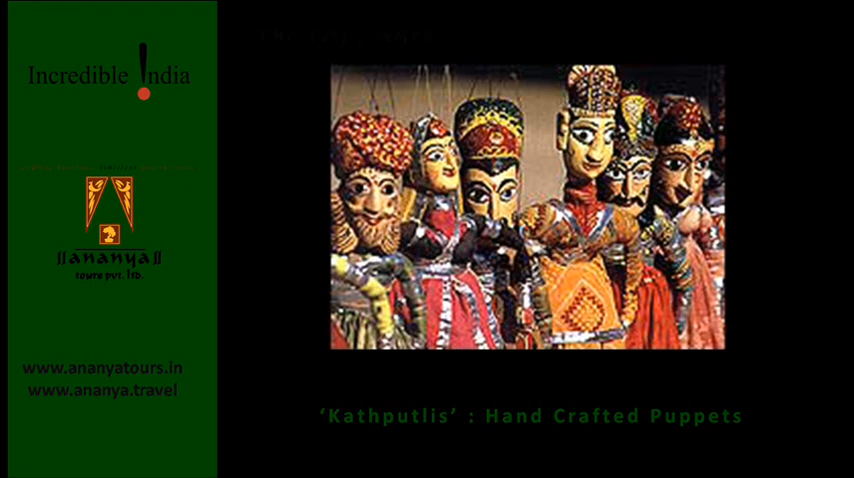 Incredible !ndia
ananya
tours pvt. ltd.
www.ananyatours.in
www.ananya.travel
‘Kathputlis’ : Hand Crafted Puppets